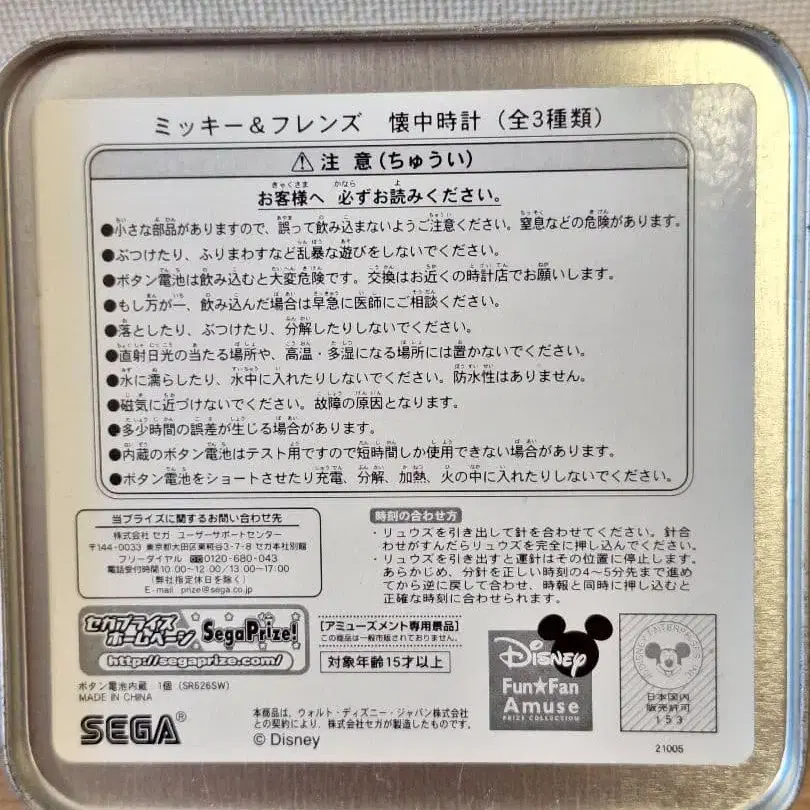 ミッキー＆フレンズ　懐中時計（全3種類）
⚠ 注 意（ちゅうい）
お客様へ 必ずお読みください。
●小さな部品がありますので、誤って飲み込まないようご注意ください。窒息などの危険があります。
●ぶつけたり、ふりまわすなど乱暴な遊びをしないでください。
●ボタン電池は飲み込むと大変危険です。交換はお近くの時計店でお願いします。
●もし万が一、飲み込んだ場合は早急に医師にご相談ください。
●落としたり、ぶつけたり、分解したりしないでください。
●直射日光の当たる場所や、高温・多湿になる場所には置かないでください。
●水に濡らしたり、水中に入れたりしないでください。防水性はありません。
●磁気に近づけないでください。故障の原因となります。
●多少時間の誤差が生じる場合があります。
●内蔵のボタン電池はテスト用ですので短時間しか使用できない場合があります。
●ボタン電池をショートさせたり充電、分解、加熱、火の中に入れたりしないでください。
当プライズに関するお問い合わせ先
株式会社 セガ ユーザーサポートセンター
〒144-0033 東京都大田区東糀谷3-7-8 セガ本社別館
フリーダイヤル 0120-680-043
電話受付時間10:00〜12:00／13:00〜17:00
（弊社指定休日を除く）
E-mail prize@sega.co.jp
時刻の合わせ方
・リュウズを引き出して針を合わせてください。針合
わせがすんだらリュウズを完全に押し込んでください。
・リュウズを引き出すと運針はその位置に停止します。
あらかじめ、分針を正しい時刻の4〜5分先まで進め
てから逆に戻して合わせ、時報と同時に押し込むと
正確な時刻に合わせられます。
セガプライズ
ホームページ
SegaPrize!
http://segaprize.com/
［アミューズメント専用景品］
この商品は一般市販されておりません。
対象年齢15才以上
DISNEY
Fun★Fan
Amuse
PRIZE COLLECTION
日本国内
販売許可
153
ボタン電池内蔵 1個（SR626SW）
MADE IN CHINA
SEGA®
本商品は、ウォルト・ディズニー・ジャパン株式会社
との契約により、株式会社セガが製造したものです。
© Disney
21005